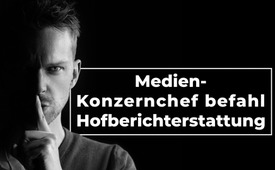 Medien-
Konzernchef befahl
Hofberichterstattung